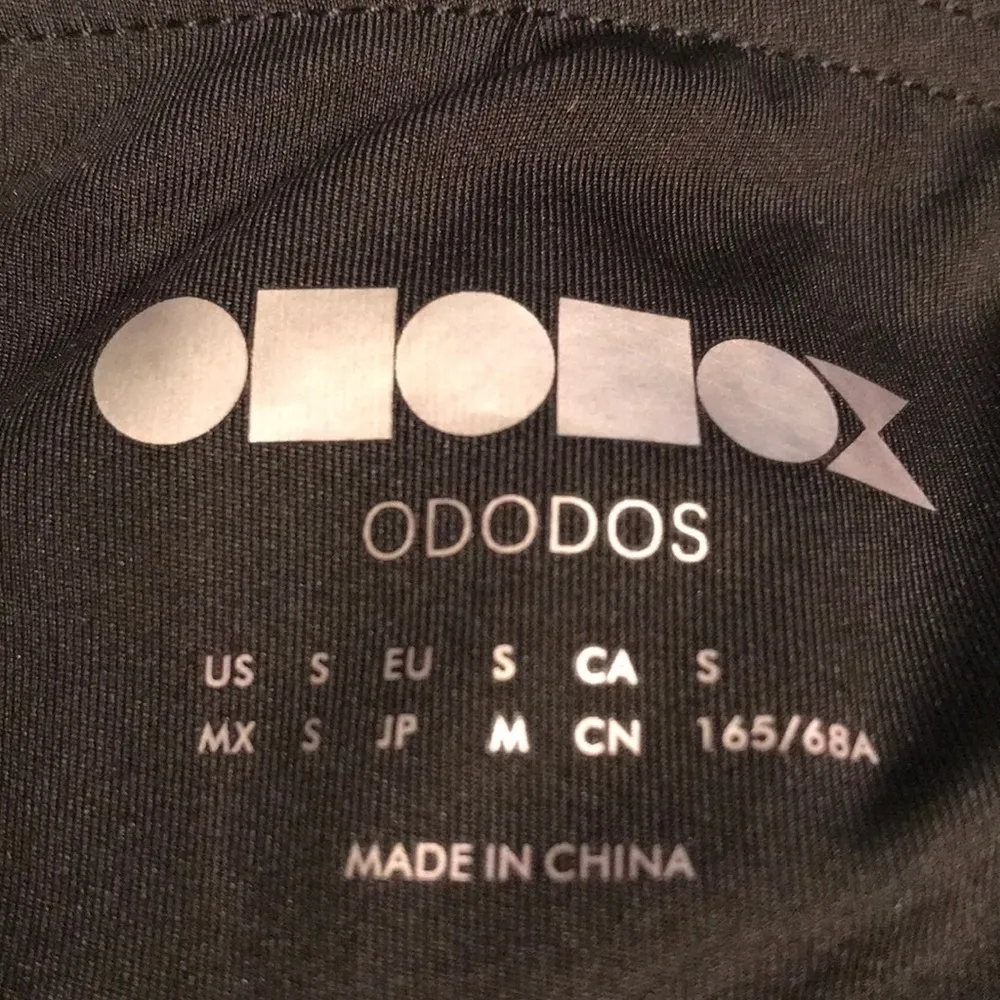 ODODOS
US S EU S CA S
MX S JP M CN 165/68A
MADE IN CHINA